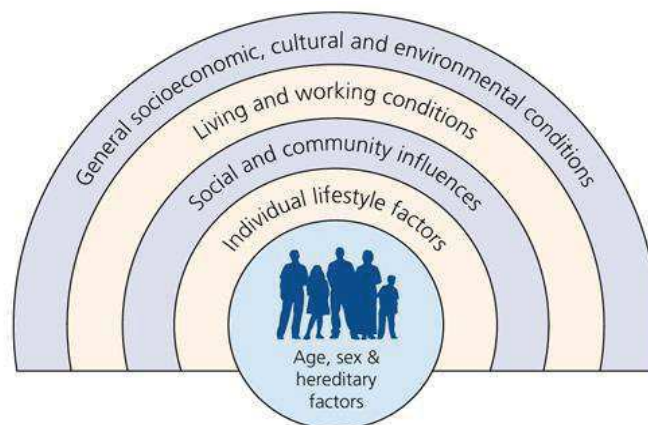 General socioeconomic, cultural and environmental conditions
Living and working conditions
Social and community influences
Individual lifestyle factors
Age, sex &
hereditary
factors